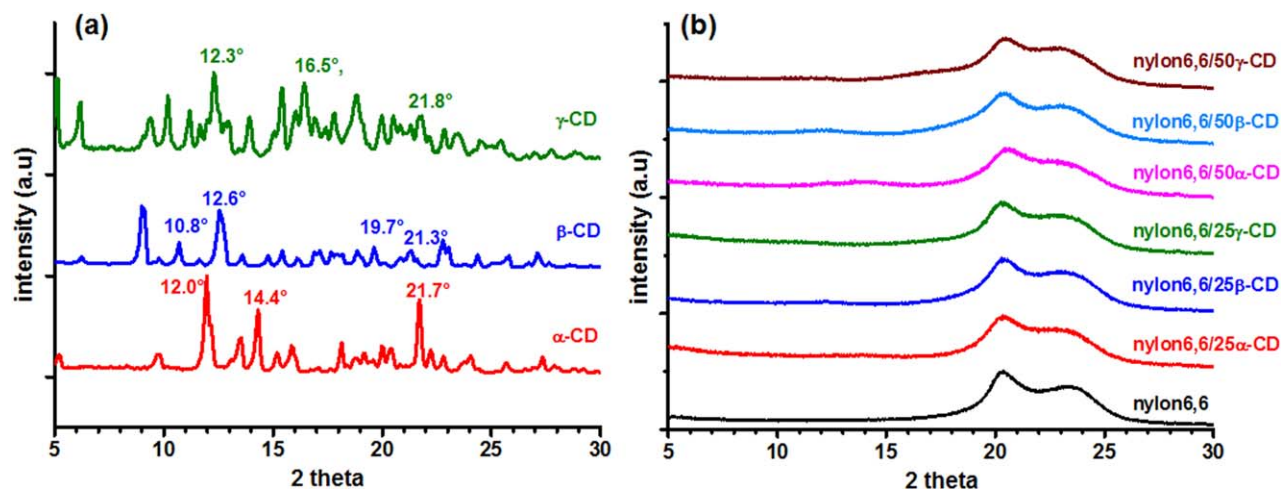 (a)
12.3°
16.5°,
21.8°
γ-CD
10.8°
12.6°
19.7°
21.3°
β-CD
12.0°
14.4°
21.7°
α-CD
intensity (a.u)
5 10 15 20 25 30
2 theta
(b)
nylon6,6/50γ-CD
nylon6,6/50β-CD
nylon6,6/50α-CD
nylon6,6/25γ-CD
nylon6,6/25β-CD
nylon6,6/25α-CD
nylon6,6
intensity (a.u)
5 10 15 20 25 30
2 theta